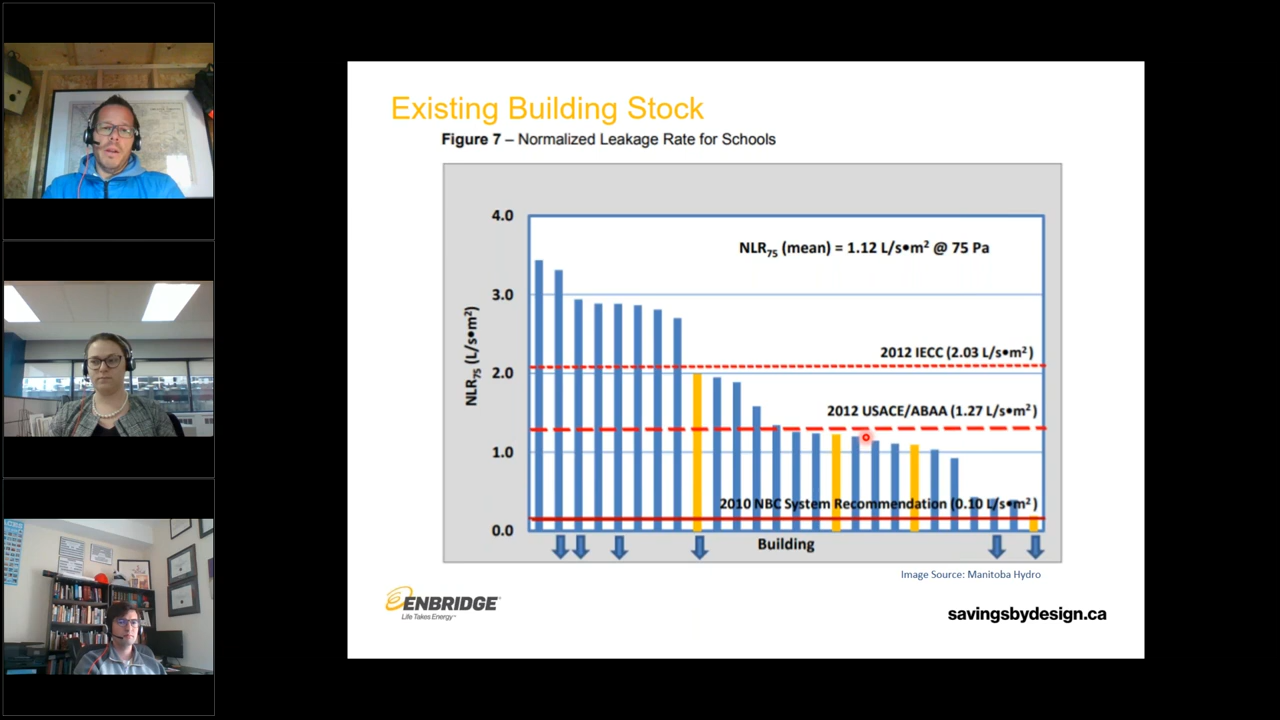 Existing Building Stock
Figure 7 – Normalized Leakage Rate for Schools
4.0
NLR75 (mean) = 1.12 L/s•m² @ 75 Pa
3.0
2012 IECC (2.03 L/s•m²)
NLR75 (L/s•m²)
2.0
2012 USACE/ABAA (1.27 L/s•m²)
1.0
2010 NBC System Recommendation (0.10 L/s•m²)
0.0
Building
Image Source: Manitoba Hydro
ENBRIDGE
Life Takes Energy™
savingsbydesign.ca